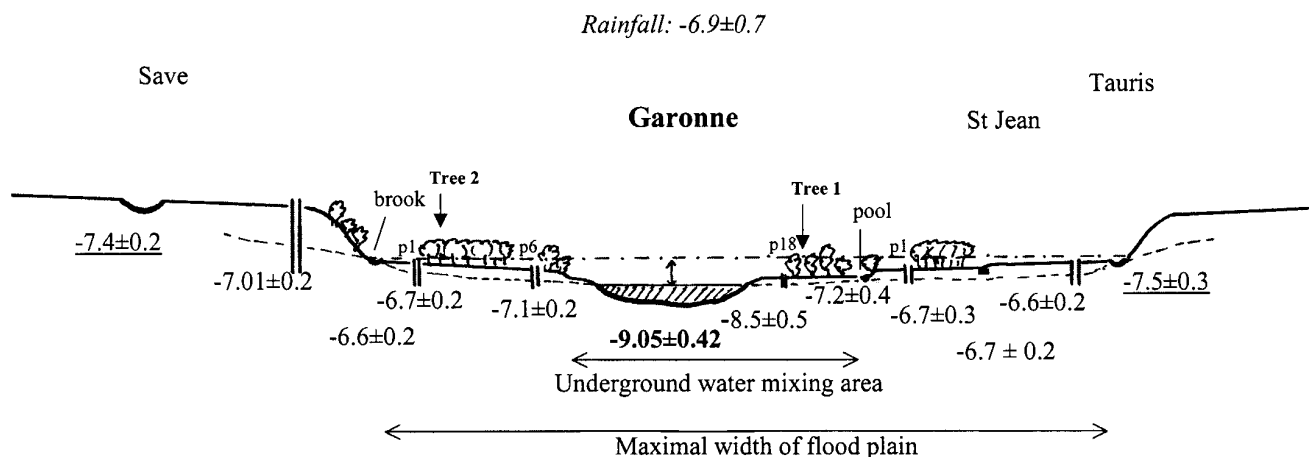 Rainfall: -6.9±0.7
Save
Tauris
Garonne
St Jean
Tree 2
Tree 1
brook
pool
p1
p6
p18
p1
-7.4±0.2
-7.01±0.2
-6.7±0.2
-7.1±0.2
-8.5±0.5
-7.2±0.4
-6.7±0.3
-6.6±0.2
-7.5±0.3
-6.6±0.2
-9.05±0.42
-6.7 ± 0.2
Underground water mixing area
Maximal width of flood plain